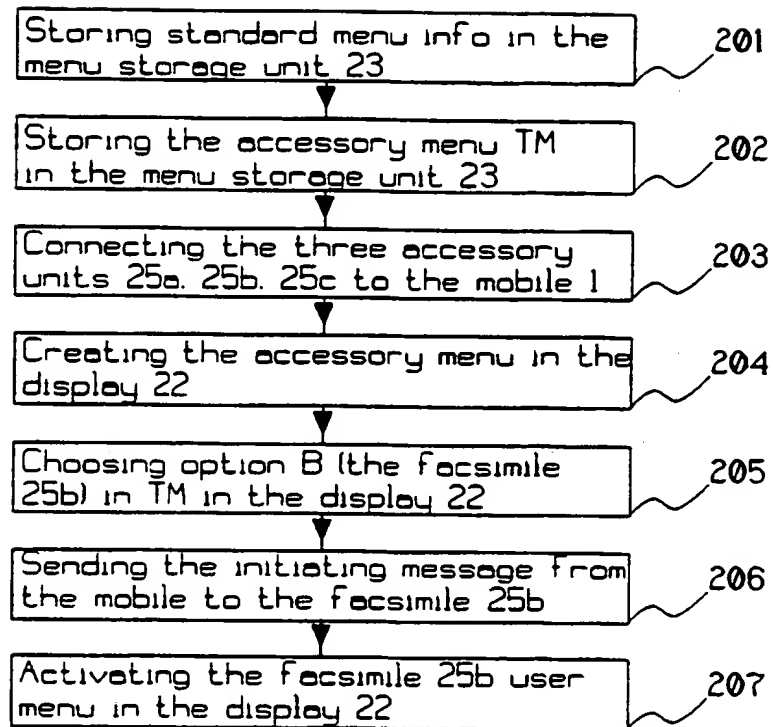 Storing standard menu info in the
menu storage unit 23
201
Storing the accessory menu TM
in the menu storage unit 23
202
Connecting the three accessory
units 25a. 25b. 25c to the mobile 1
203
Creating the accessory menu in the
display 22
204
Choosing option B (the facsimile
25b) in TM in the display 22
205
Sending the initiating message from
the mobile to the facsimile 25b
206
Activating the facsimile 25b user
menu in the display 22
207